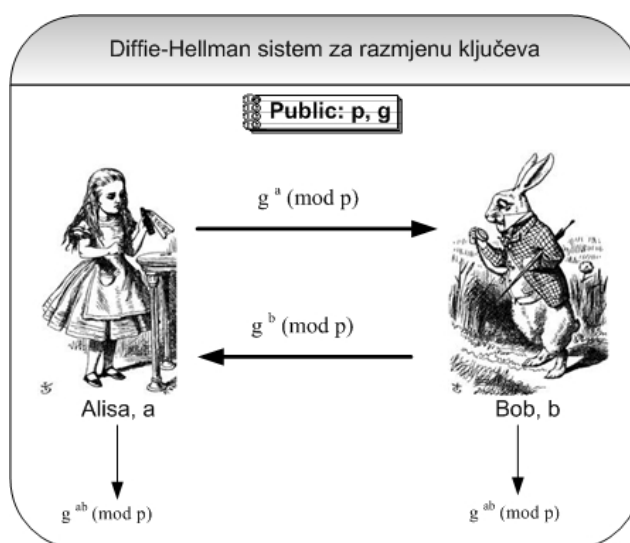 Diffie-Hellman sistem za razmjenu ključeva
Public: p, g
g a (mod p)
g b (mod p)
Alisa, a
Bob, b
g ab (mod p)
g ab (mod p)